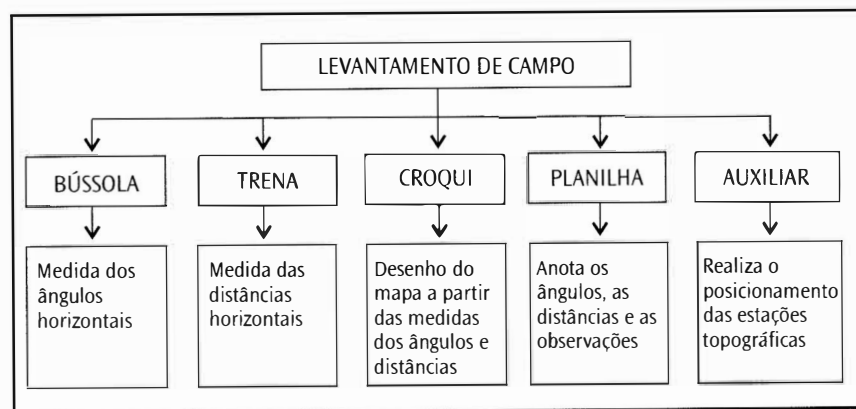 LEVANTAMENTO DE CAMPO
BÚSSOLA
TRENA
CROQUI
PLANILHA
AUXILIAR
Medida dos
ângulos
horizontais
Medida das
distâncias
horizontais
Desenho do
mapa a partir
das medidas
dos ângulos e
distâncias
Anota os
ângulos, as
distâncias e as
observações
Realiza o
posicionamento
das estações
topográficas